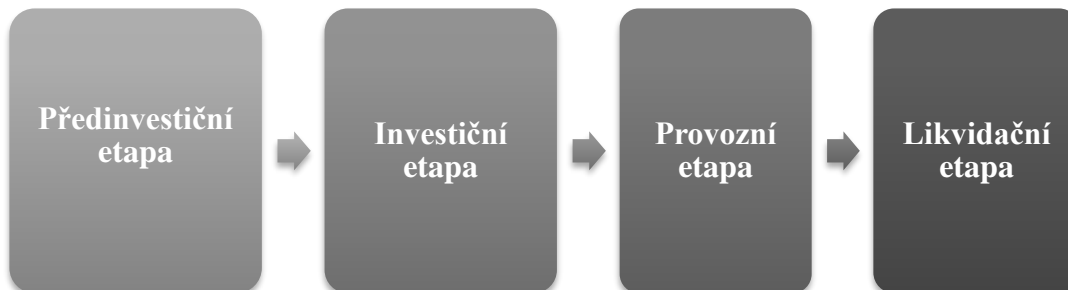 Předinvestiční
etapa
Investiční
etapa
Provozní
etapa
Likvidační
etapa